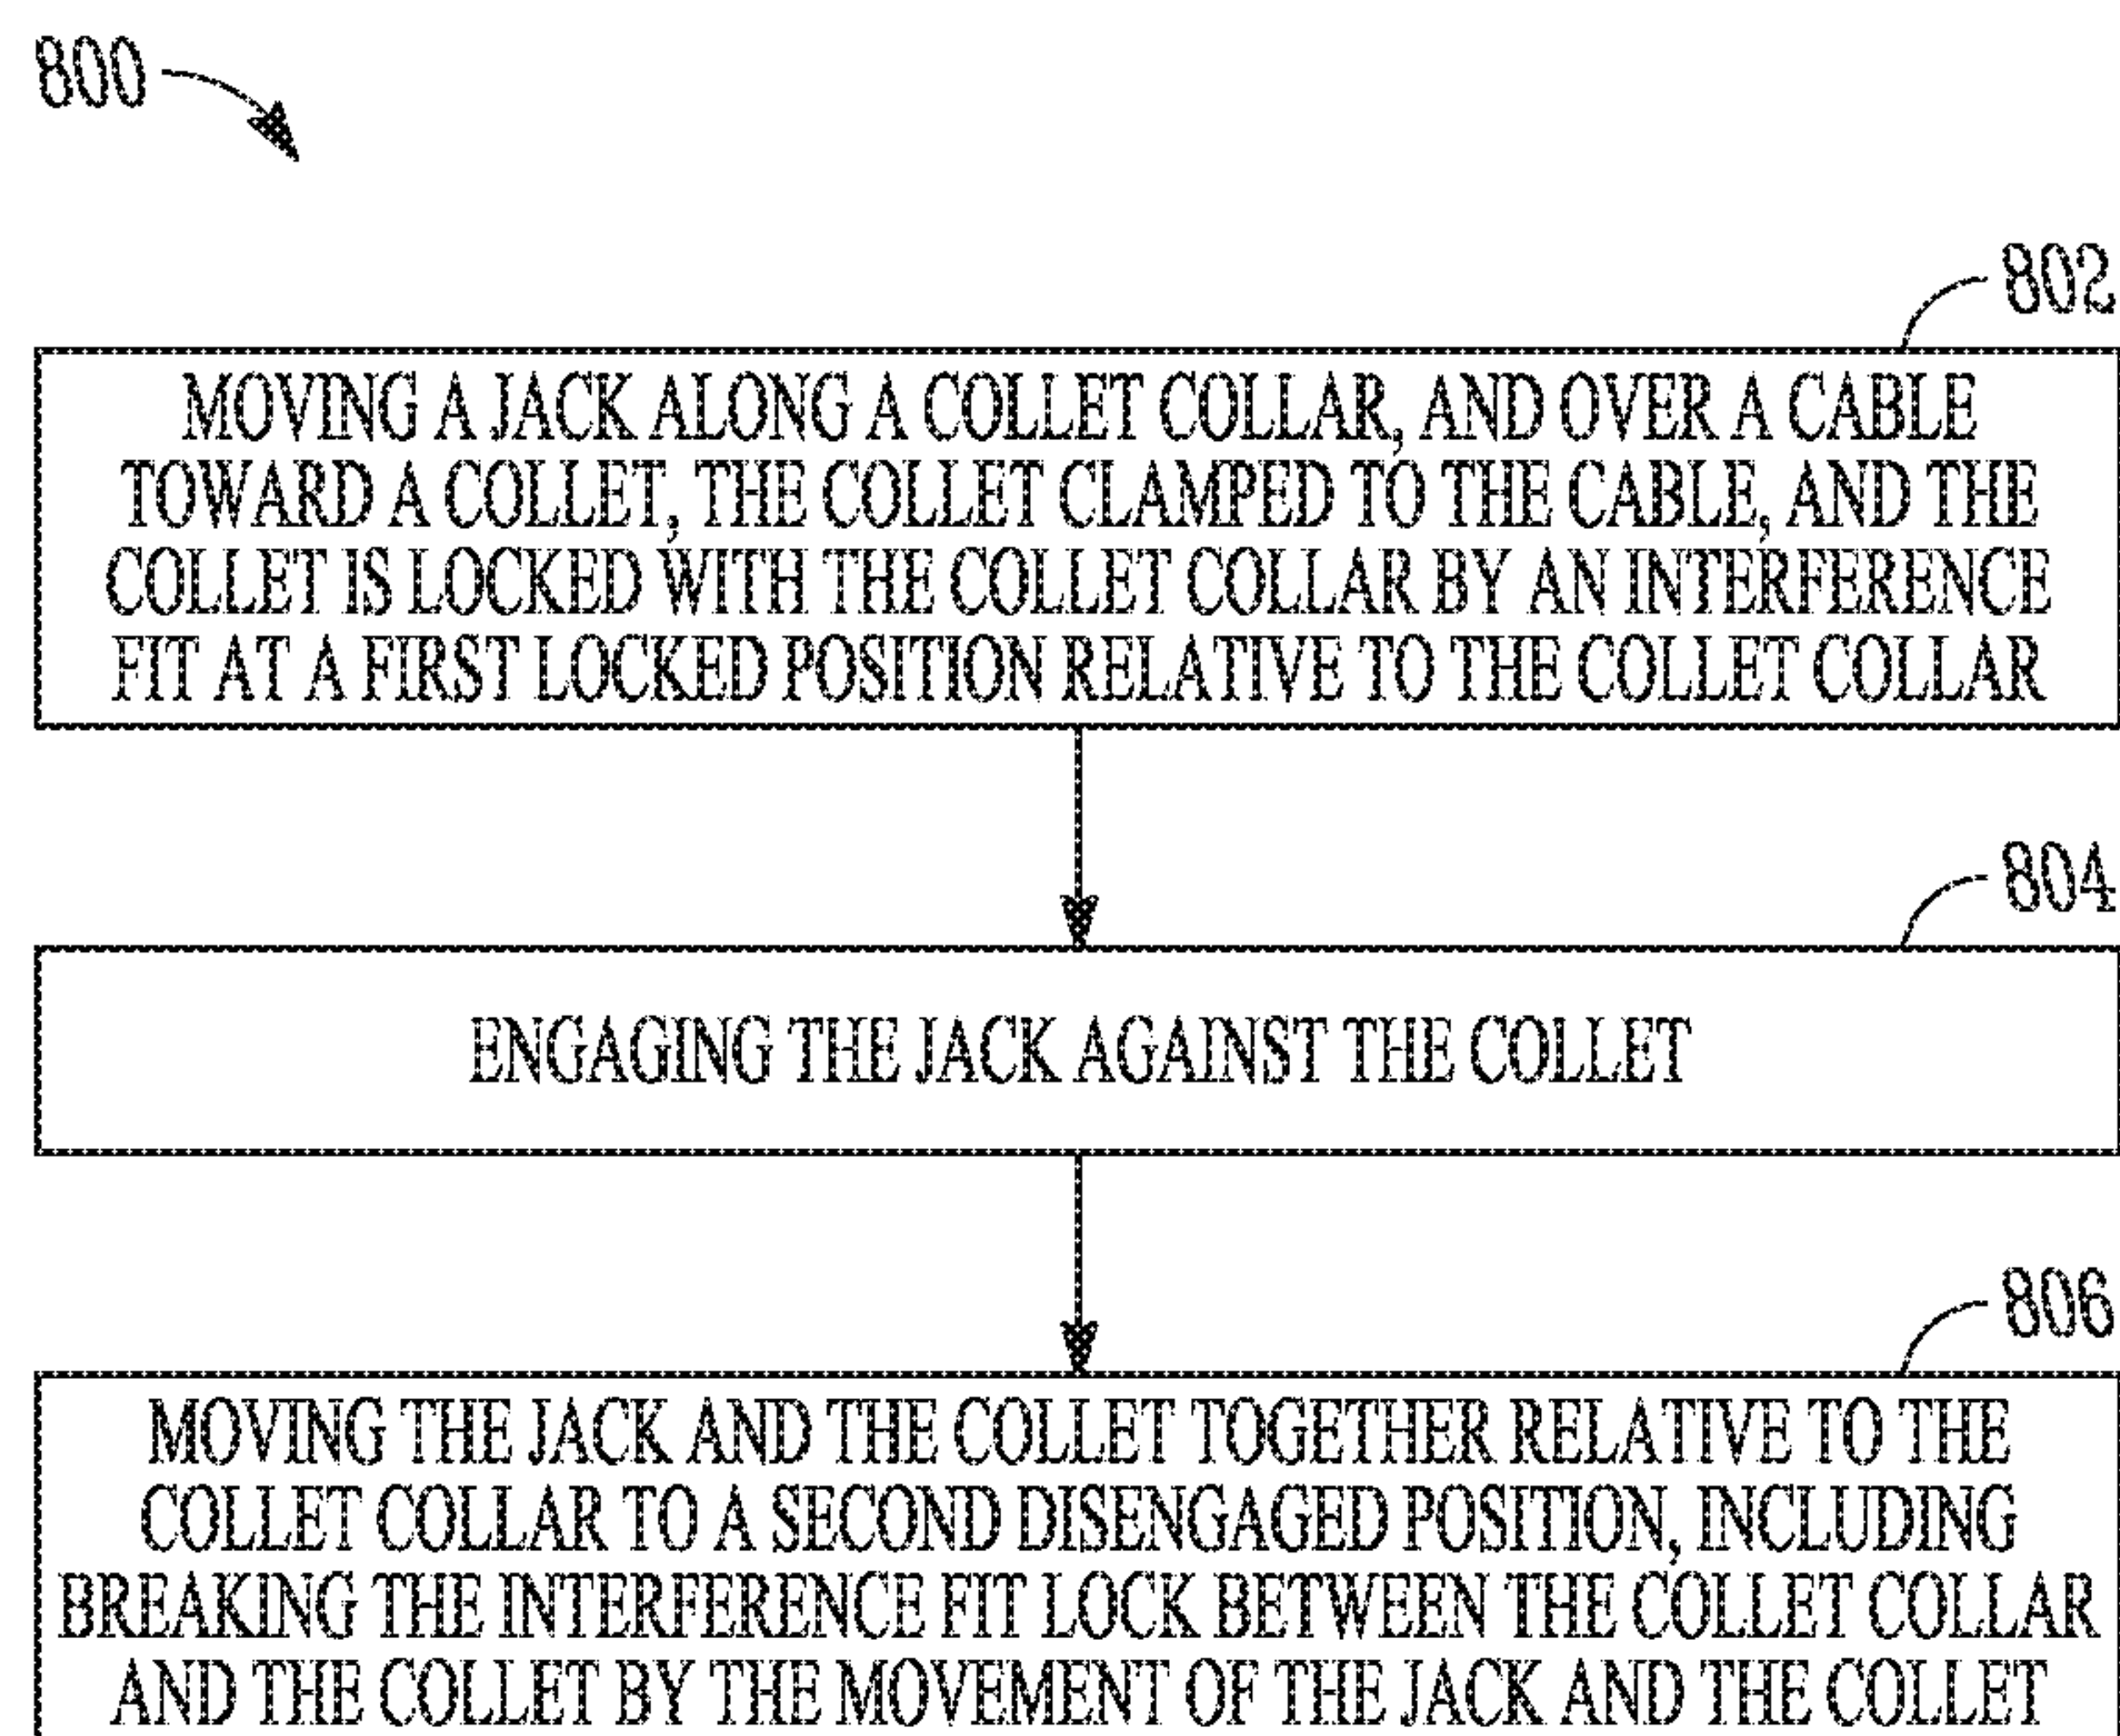 800
802
MOVING A JACK ALONG A COLLET COLLAR, AND OVER A CABLE
TOWARD A COLLET, THE COLLET CLAMPED TO THE CABLE, AND THE
COLLET IS LOCKED WITH THE COLLET COLLAR BY AN INTERFERENCE
FIT AT A FIRST LOCKED POSITION RELATIVE TO THE COLLET COLLAR
804
ENGAGING THE JACK AGAINST THE COLLET
806
MOVING THE JACK AND THE COLLET TOGETHER RELATIVE TO THE
COLLET COLLAR TO A SECOND DISENGAGED POSITION, INCLUDING
BREAKING THE INTERFERENCE FIT LOCK BETWEEN THE COLLET COLLAR
AND THE COLLET BY THE MOVEMENT OF THE JACK AND THE COLLET